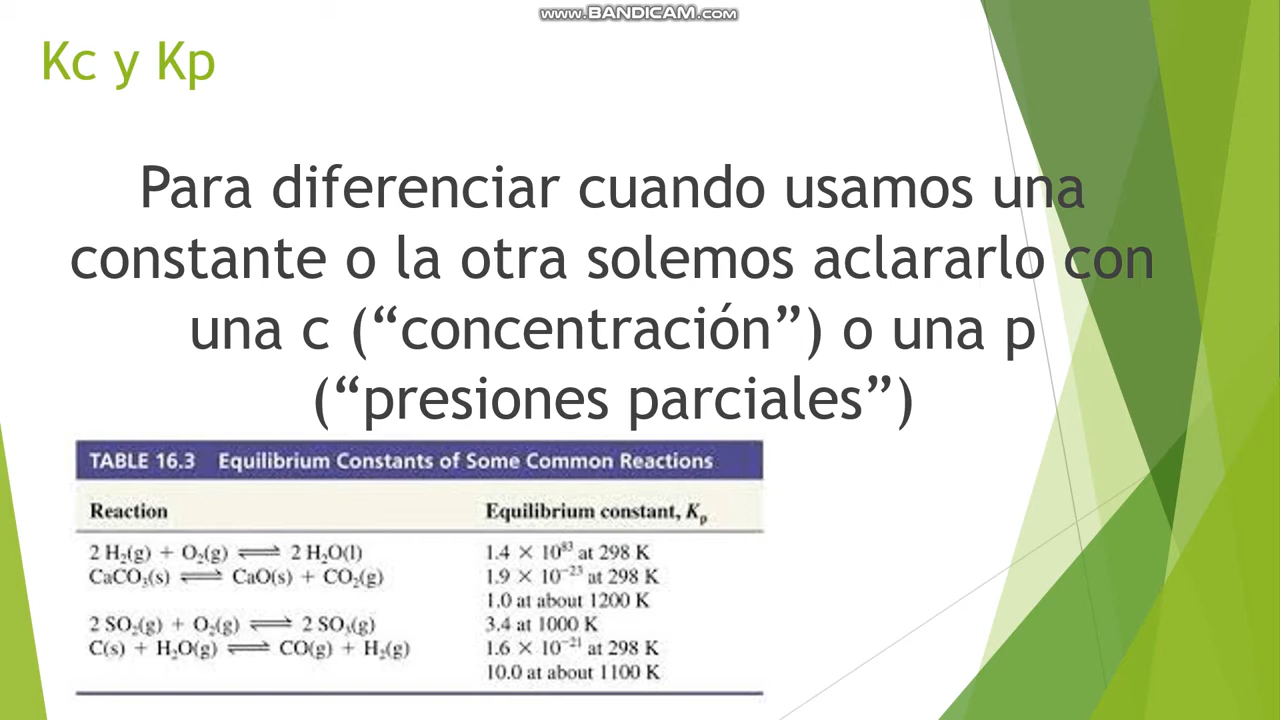 www.BANDICAM.com
Kc y Kp
Para diferenciar cuando usamos una
constante o la otra solemos aclararlo con
una c (“concentración”) o una p
(“presiones parciales”)
TABLE 16.3 Equilibrium Constants of Some Common Reactions
Reaction Equilibrium constant, Kₚ
2 H₂(g) + O₂(g) ⇌ 2 H₂O(l) 1.4 × 10⁸³ at 298 K
CaCO₃(s) ⇌ CaO(s) + CO₂(g) 1.9 × 10⁻²³ at 298 K
1.0 at about 1200 K
2 SO₂(g) + O₂(g) ⇌ 2 SO₃(g) 3.4 at 1000 K
C(s) + H₂O(g) ⇌ CO(g) + H₂(g) 1.6 × 10⁻²¹ at 298 K
10.0 at about 1100 K